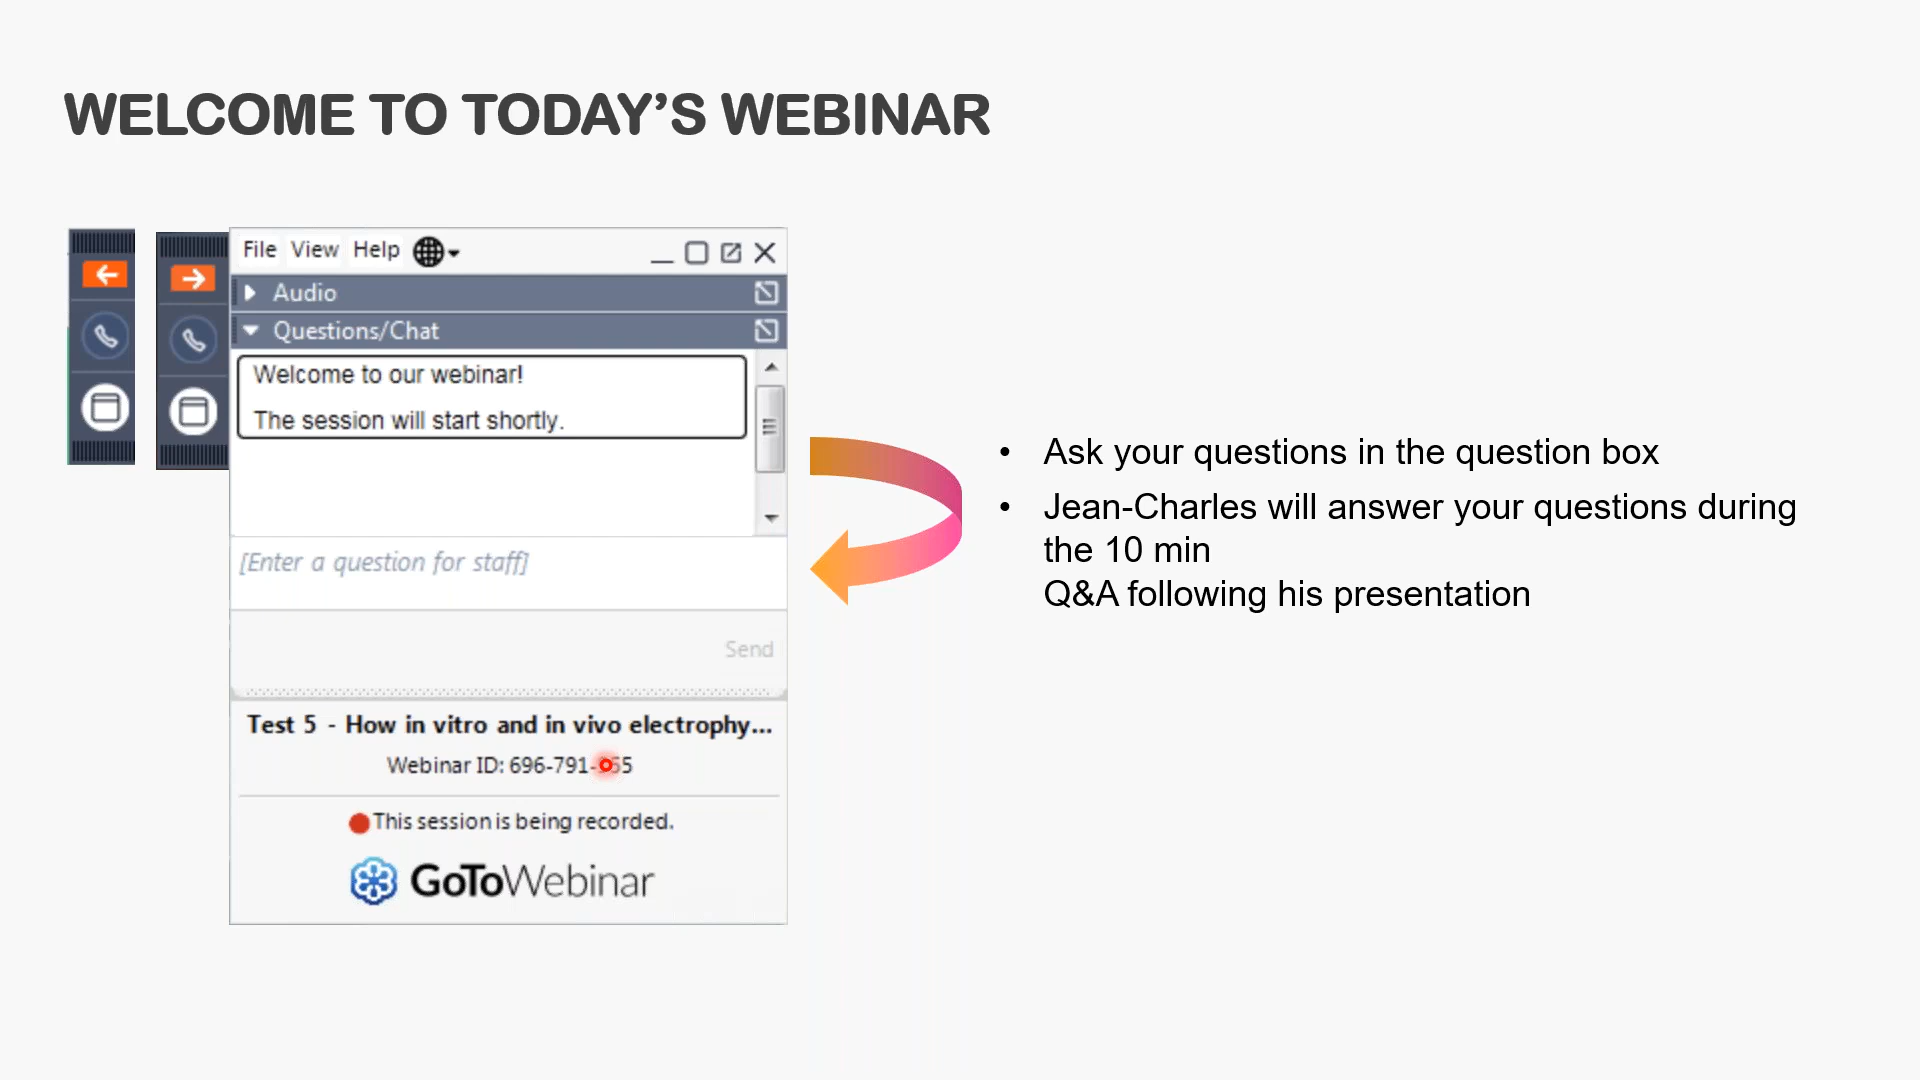 WELCOME TO TODAY’S WEBINAR
File View Help
Audio
Questions/Chat
Welcome to our webinar!
The session will start shortly.
[Enter a question for staff]
Send
Test 5 - How in vitro and in vivo electrophy...
Webinar ID:
This session is being recorded.
GoToWebinar
• Ask your questions in the question box
• Jean-Charles will answer your questions during
the 10 min
Q&A following his presentation